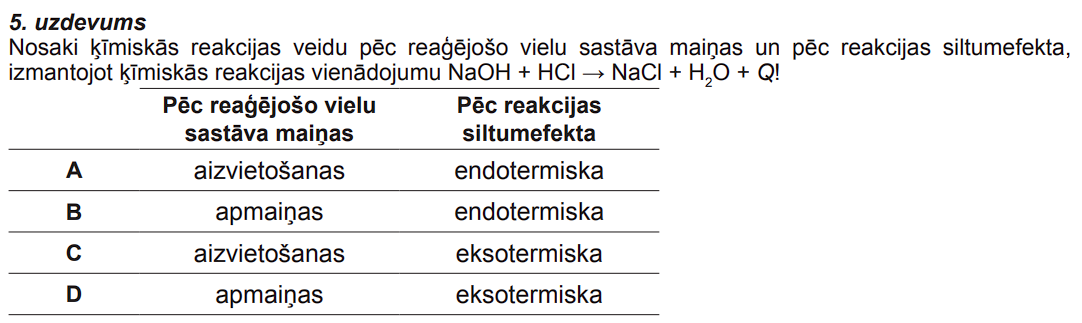 5. uzdevums
Nosaki ķīmiskās reakcijas veidu pēc reaģējošo vielu sastāva maiņas un pēc reakcijas siltumefekta,
izmantojot ķīmiskās reakcijas vienādojumu NaOH + HCl → NaCl + H₂O + Q!
Pēc reaģējošo vielu sastāva maiņas Pēc reakcijas siltumefekta
A aizvietošanas endotermiska
B apmaiņas endotermiska
C aizvietošanas eksotermiska
D apmaiņas eksotermiska